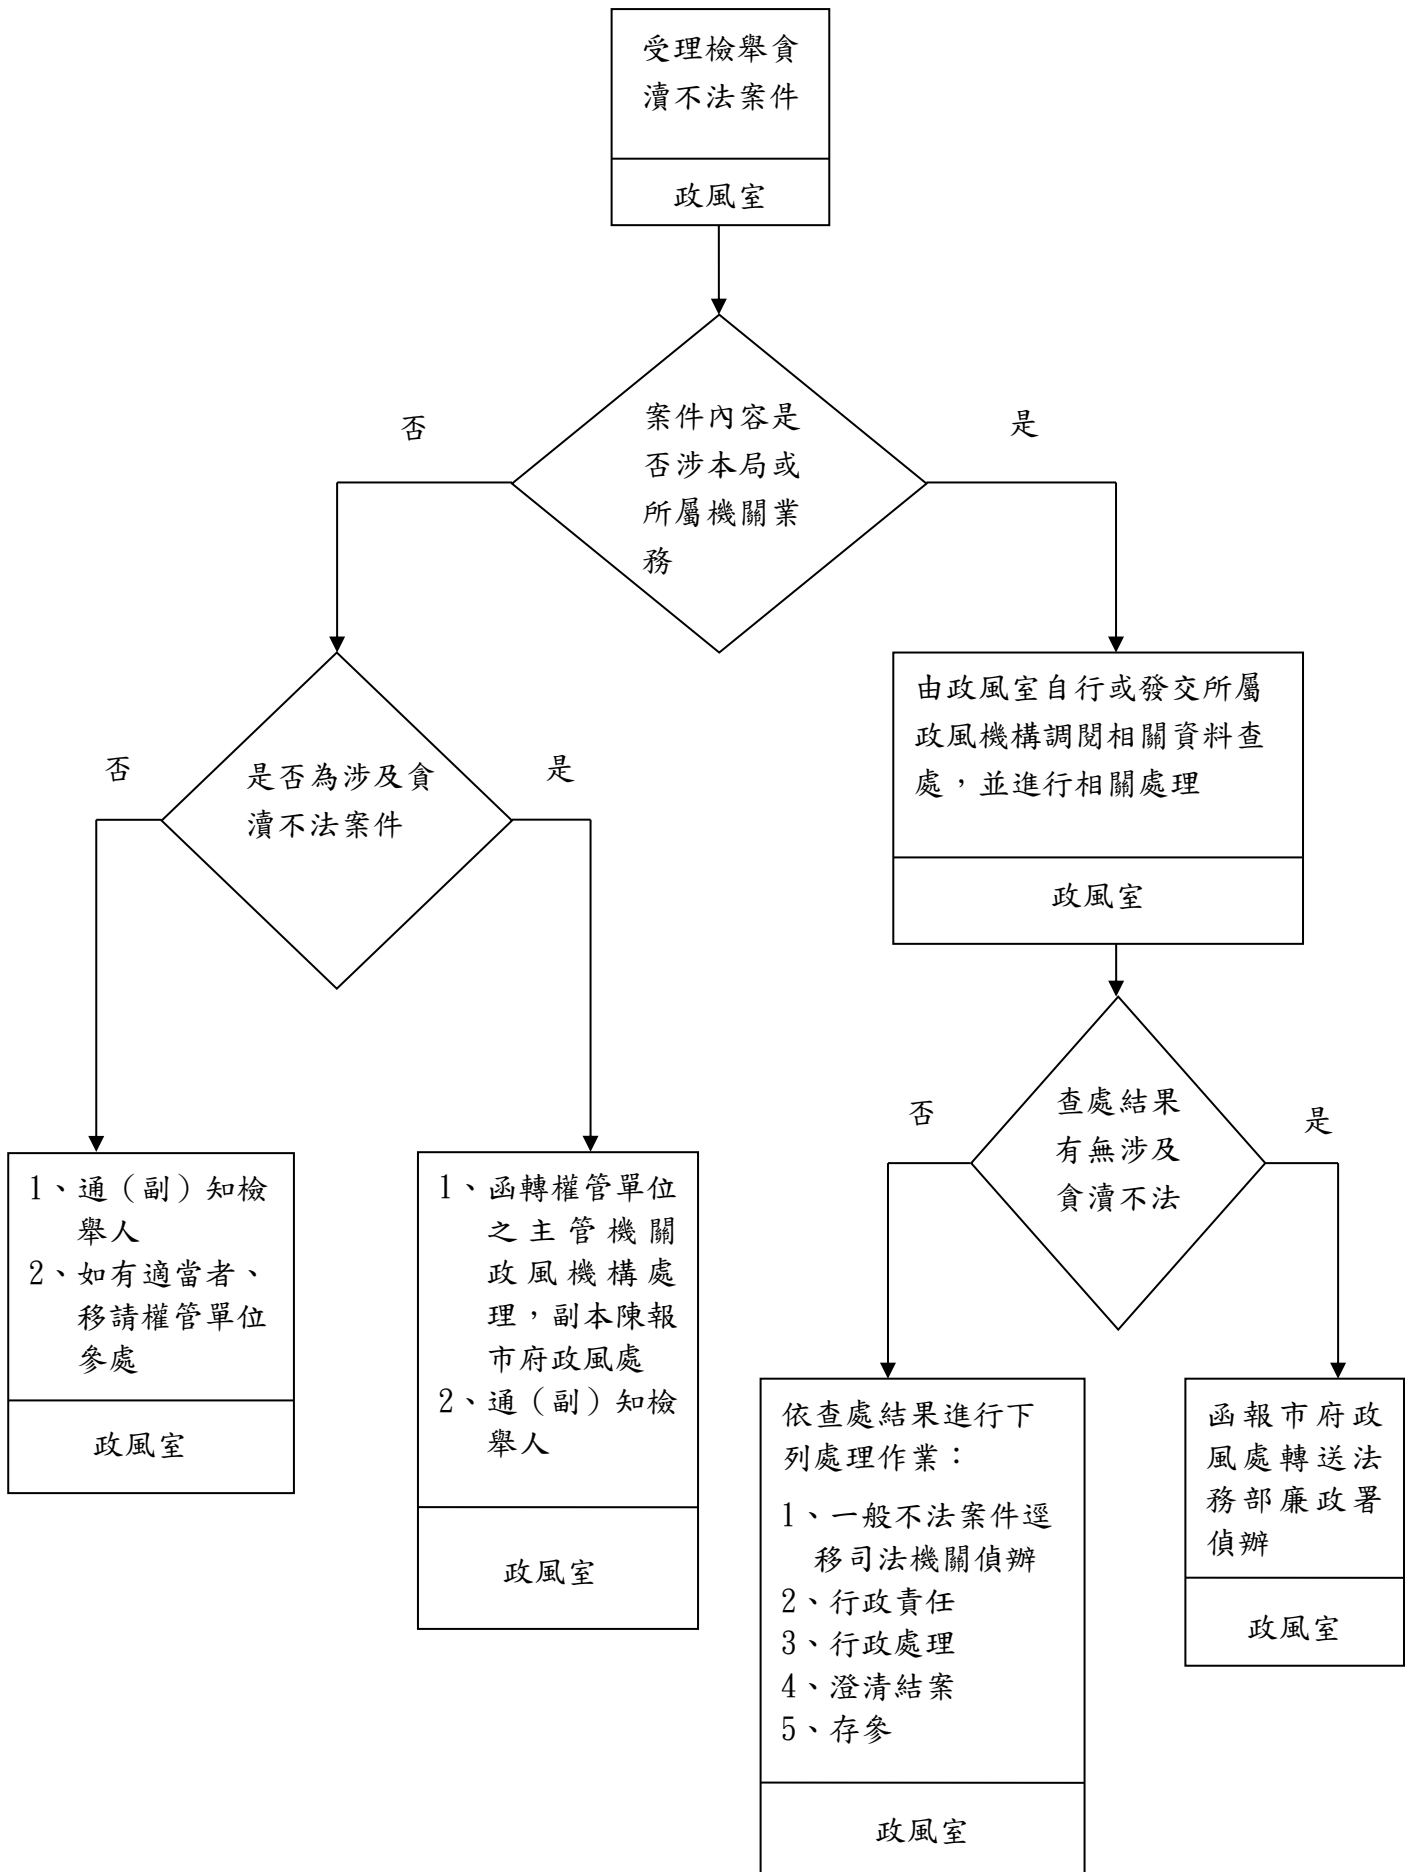 受理檢舉貪
瀆不法案件
政風室
案件內容是
否涉本局或
所屬機關業
務
否
是
是否為涉及貪
瀆不法案件
否
是
由政風室自行或發交所屬
政風機構調閱相關資料查
處，並進行相關處理
政風室
查處結果
有無涉及
貪瀆不法
否
是
1、通（副）知檢
舉人
2、如有適當者、
移請權管單位
參處
政風室
1、函轉權管單位
之主管機關
政風機構處
理，副本陳報
市府政風處
2、通（副）知檢
舉人
政風室
依查處結果進行下
列處理作業：
1、一般不法案件逕
移司法機關偵辦
2、行政責任
3、行政處理
4、澄清結案
5、存參
政風室
函報市府政
風處轉送法
務部廉政署
偵辦
政風室